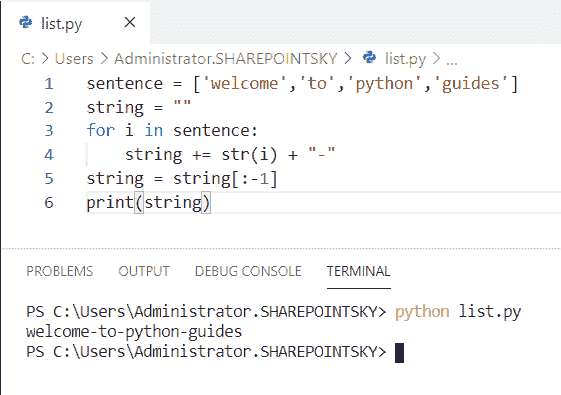 list.py
C: > Users > Administrator.SHAREPOINTSKY > list.py > ...
1 sentence = ['welcome','to','python','guides']
2 string = ""
3 for i in sentence:
4     string += str(i) + "-"
5 string = string[:-1]
6 print(string)
PROBLEMS OUTPUT DEBUG CONSOLE TERMINAL
PS C:\Users\Administrator.SHAREPOINTSKY> python list.py
welcome-to-python-guides
PS C:\Users\Administrator.SHAREPOINTSKY>